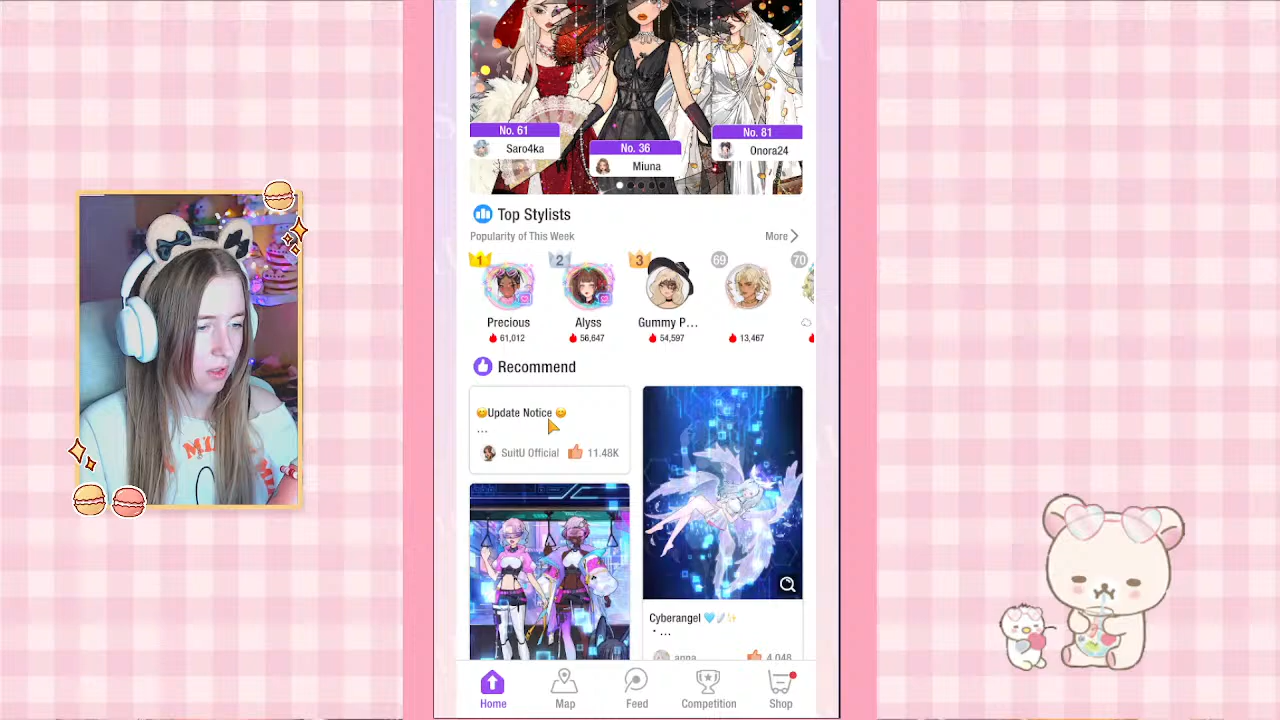 No. 61
Saro4ka
No. 36
Miuna
No. 81
Onora24
Top Stylists
Popularity of This Week
More
1
2
3
69
70
Precious
Alyss
Gummy P...
61,012
56,647
54,597
13,467
Recommend
😊Update Notice 😊
...
SuitU Official
11.48K
Cyberangel 🩵🪽✨
* ...
anna
4,048
Home
Map
Feed
Competition
Shop